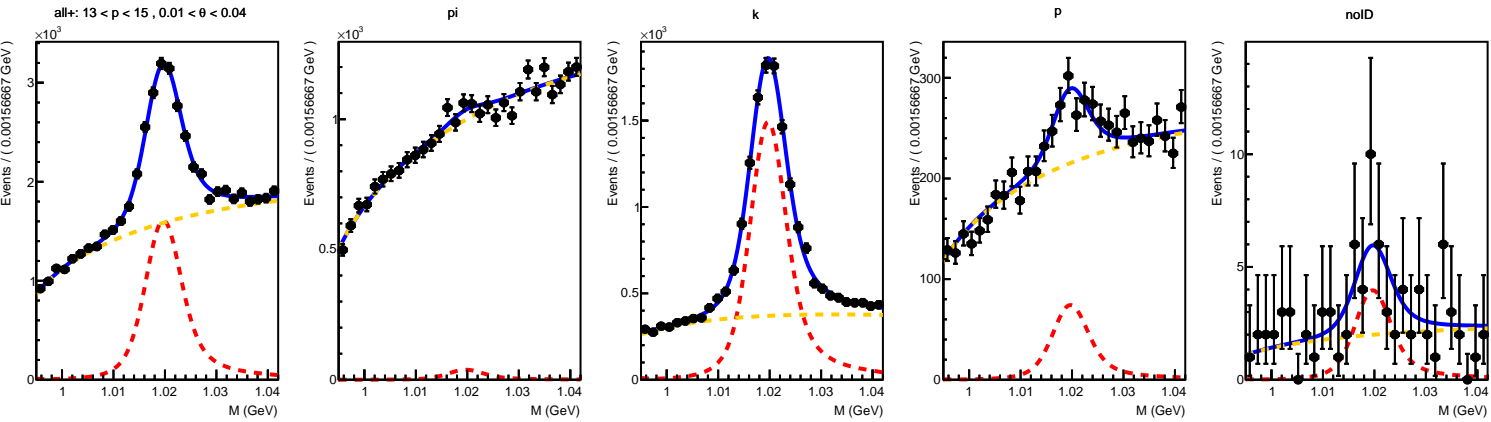 all+: 13 < p < 15 , 0.01 < θ < 0.04
×10³
Events / ( 0.00156667 GeV )
3
2
1
0
1 1.01 1.02 1.03 1.04
M (GeV)
pi
×10³
Events / ( 0.00156667 GeV )
1
0.5
0
1 1.01 1.02 1.03 1.04
M (GeV)
k
×10³
Events / ( 0.00156667 GeV )
1.5
1
0.5
0
1 1.01 1.02 1.03 1.04
M (GeV)
p
Events / ( 0.00156667 GeV )
300
200
100
0
1 1.01 1.02 1.03 1.04
M (GeV)
noID
Events / ( 0.00156667 GeV )
10
5
0
1 1.01 1.02 1.03 1.04
M (GeV)